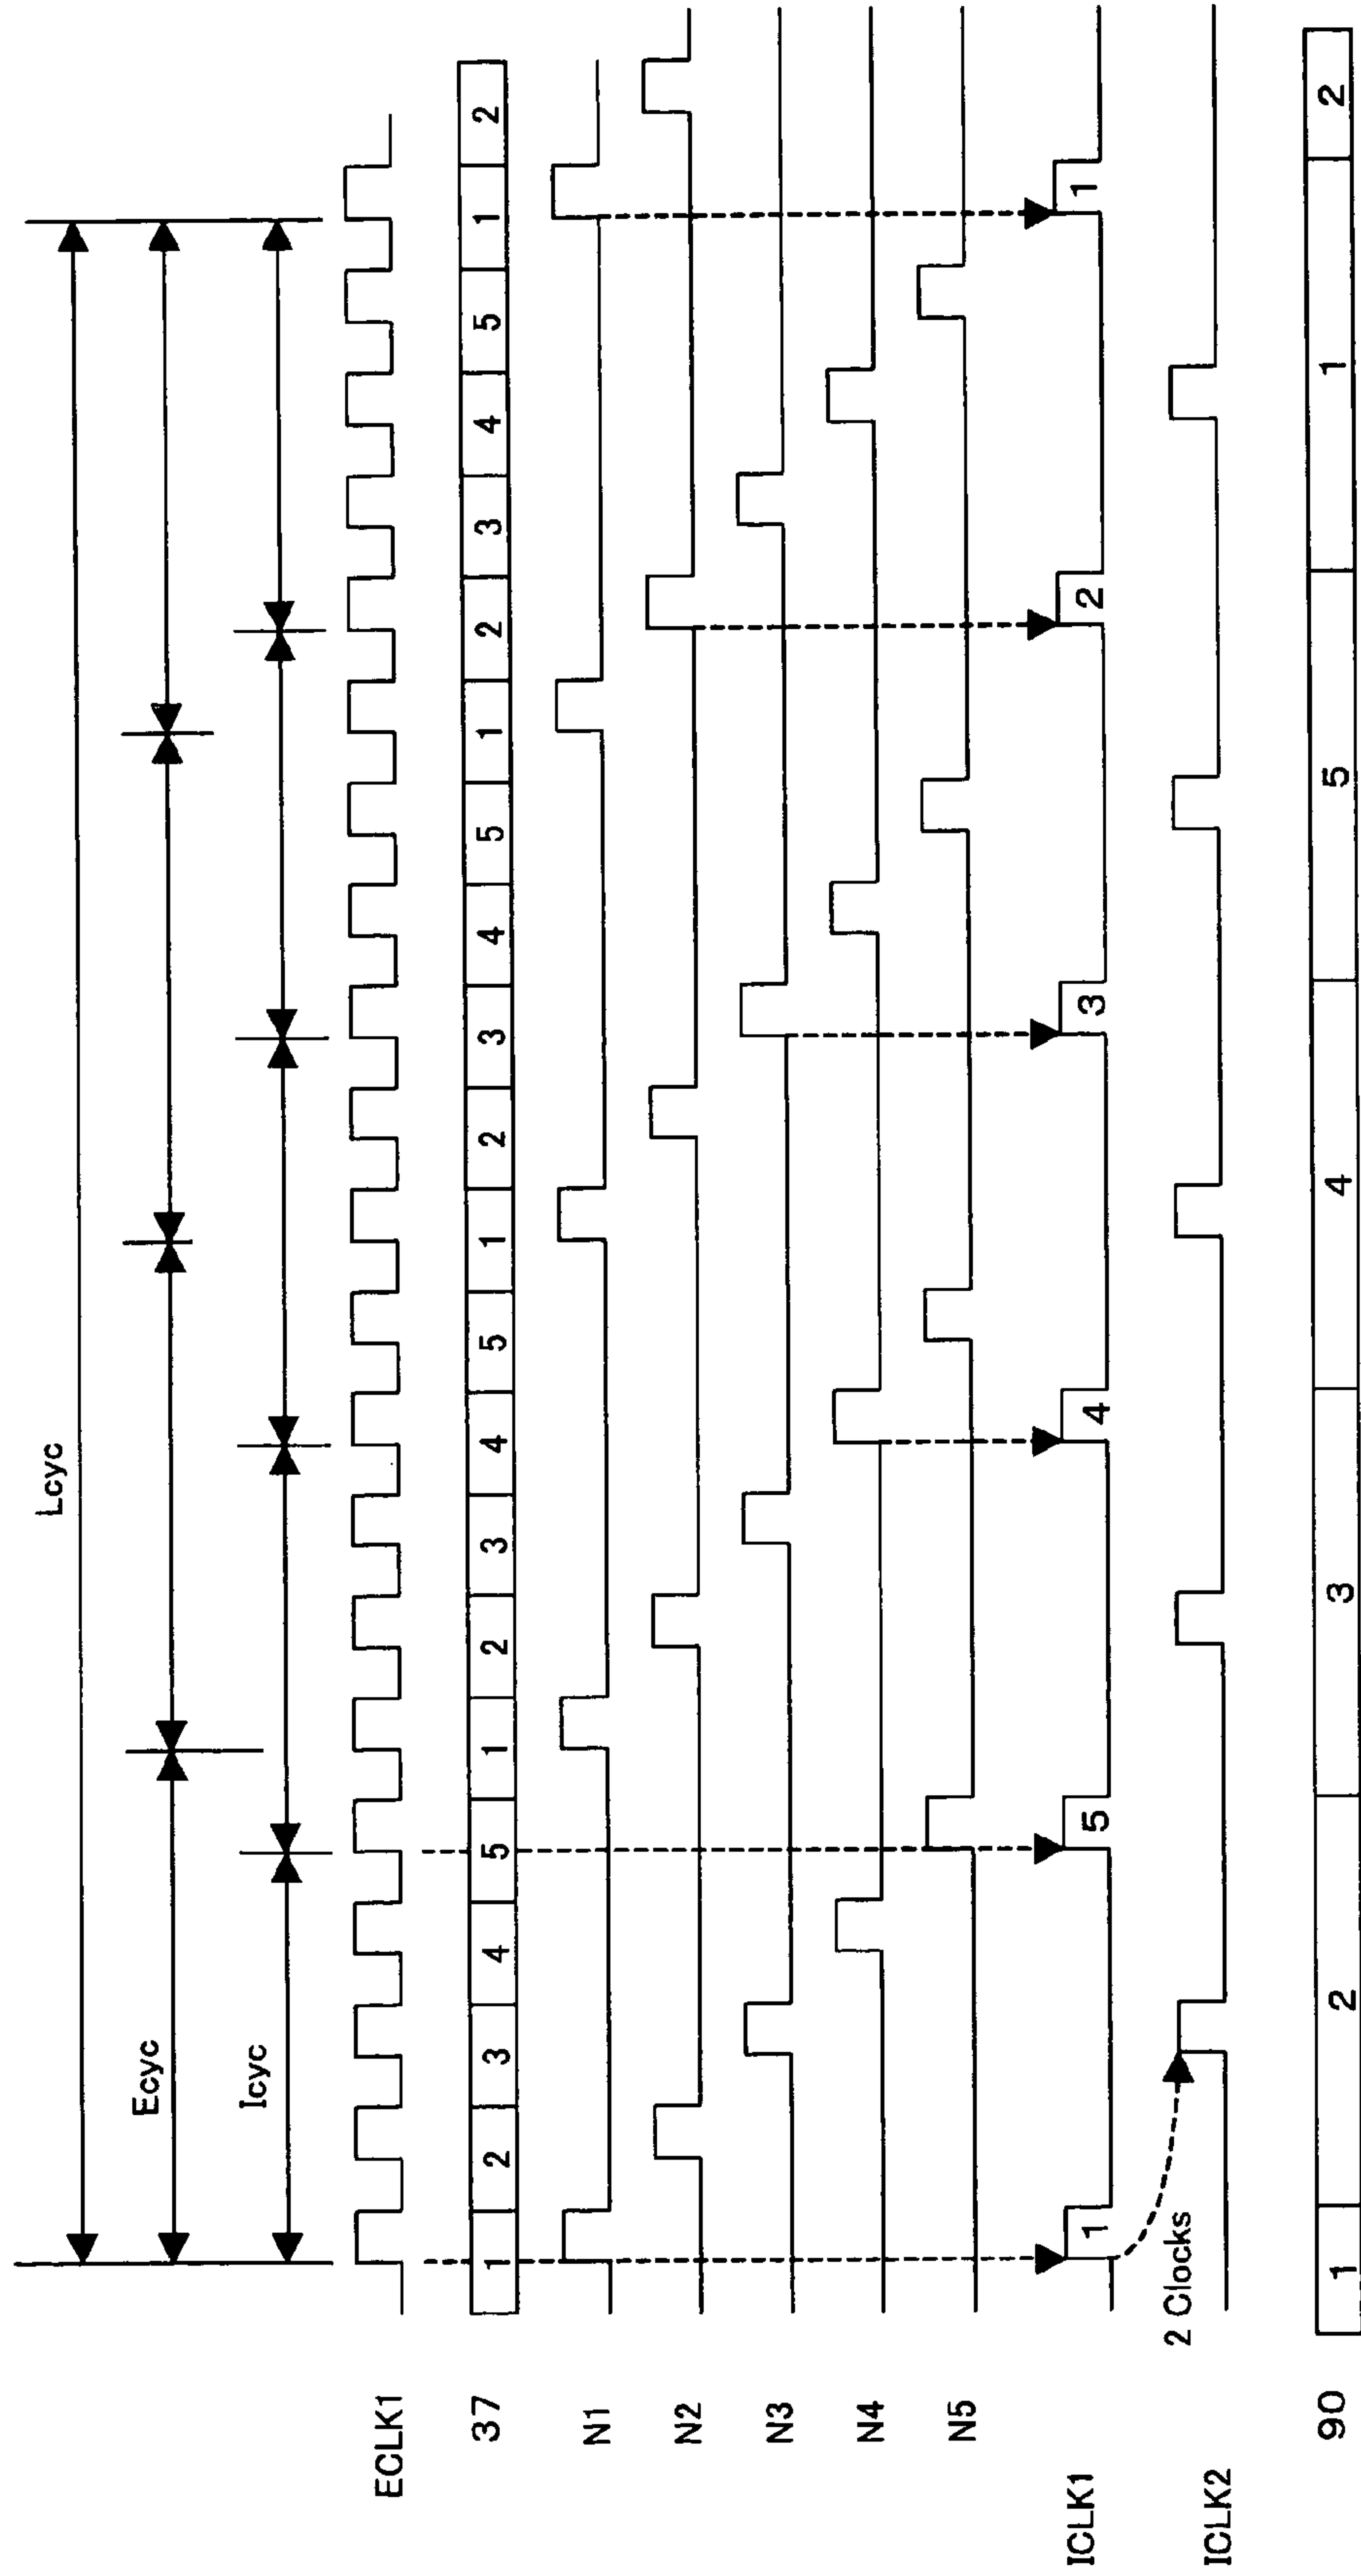 Lcyc
Ecyc
Icyc
ECLK1
37 1 2 3 4 5 1 2 3 4 5 1 2 3 4 5 1 2 3 4 5 1 2
N1
N2
N3
N4
N5
ICLK1 1 5 4 3 2 1
2 Clocks
ICLK2
90 1 2 3 4 5 1 2